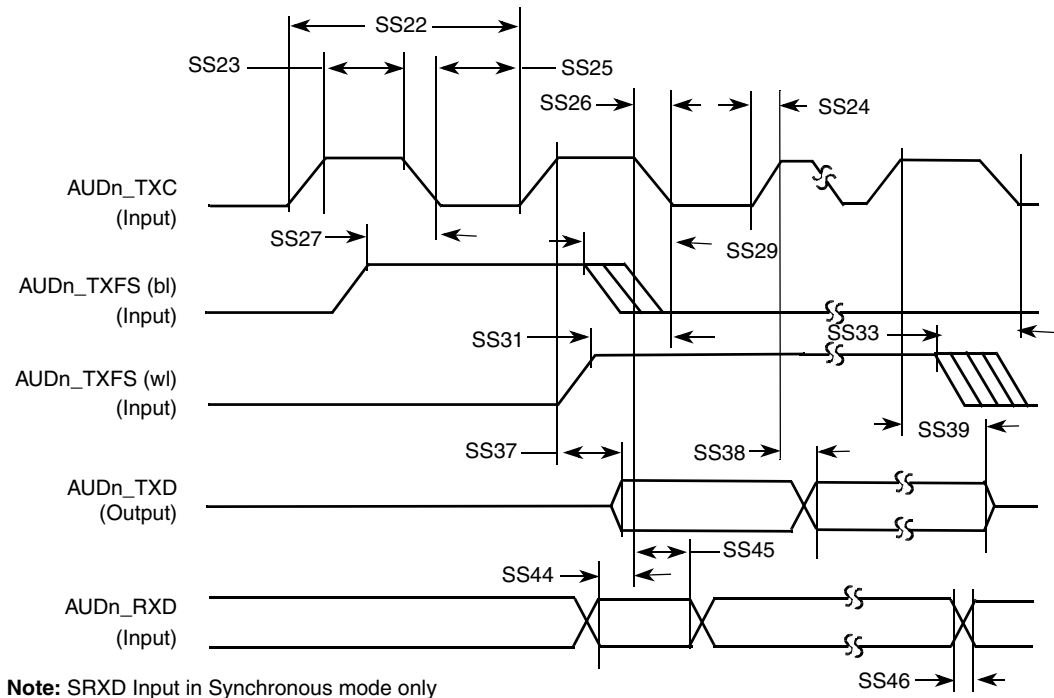 SS22
SS23
SS25
SS26
SS24
AUDn_TXC
(Input)
SS27
SS29
AUDn_TXFS (bl)
(Input)
SS31
SS33
AUDn_TXFS (wl)
(Input)
SS39
SS37
SS38
AUDn_TXD
(Output)
SS45
SS44
AUDn_RXD
(Input)
SS46
Note: SRXD Input in Synchronous mode only